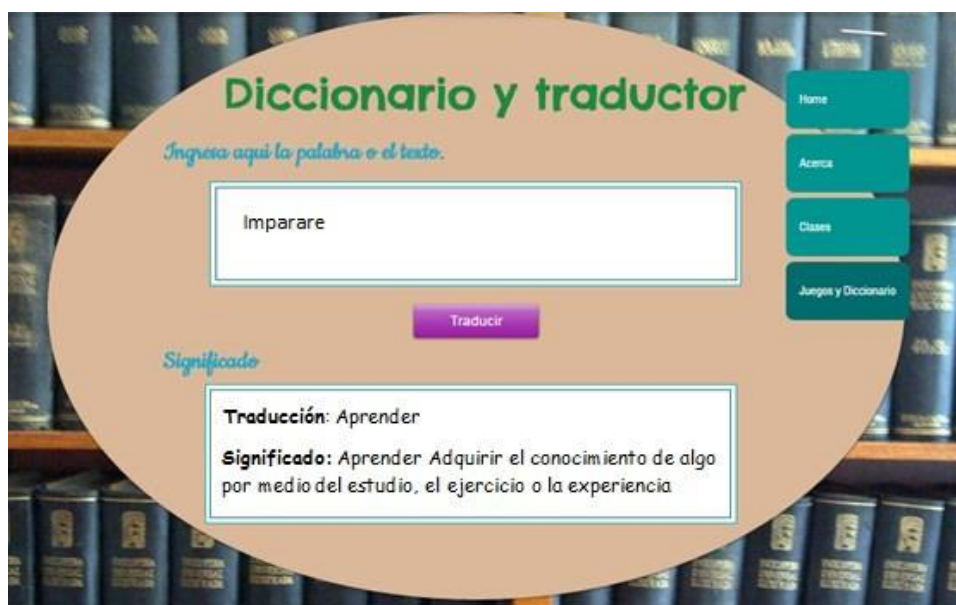 Diccionario y traductor
Ingresa aqui la palabra o el texto.
Imparare
Traducir
Significado
Traducción: Aprender
Significado: Aprender Adquirir el conocimiento de algo
por medio del estudio, el ejercicio o la experiencia
Home
Acerca
Clases
Juegos y Diccionario